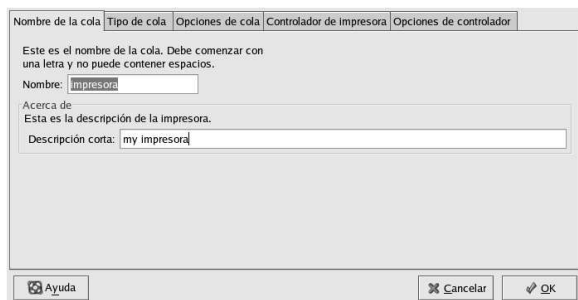 Nombre de la cola Tipo de cola Opciones de cola Controlador de impresora Opciones de controlador
Este es el nombre de la cola. Debe comenzar con
una letra y no puede contener espacios.
Nombre: impresora
Acerca de
Esta es la descripción de la impresora.
Descripción corta: my impresora
Ayuda Cancelar OK